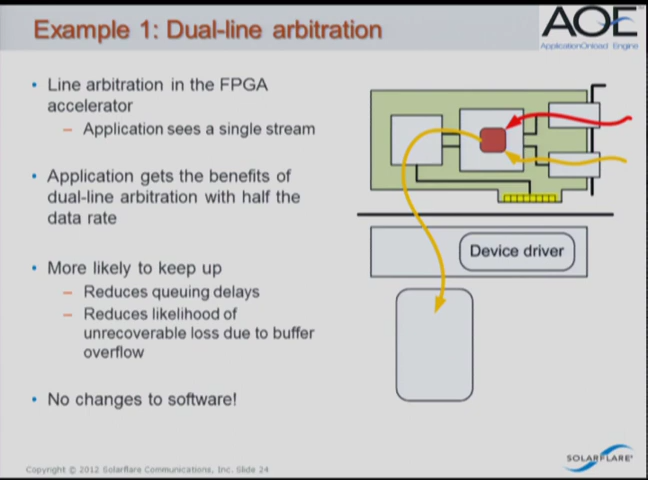 Example 1: Dual-line arbitration
AOE
ApplicationOnload Engine
• Line arbitration in the FPGA
accelerator
– Application sees a single stream
• Application gets the benefits of
dual-line arbitration with half the
data rate
• More likely to keep up
– Reduces queuing delays
– Reduces likelihood of
unrecoverable loss due to buffer
overflow
• No changes to software!
Device driver
Copyright © 2012 Solarflare Communications, Inc. Slide 24
SOLARFLARE